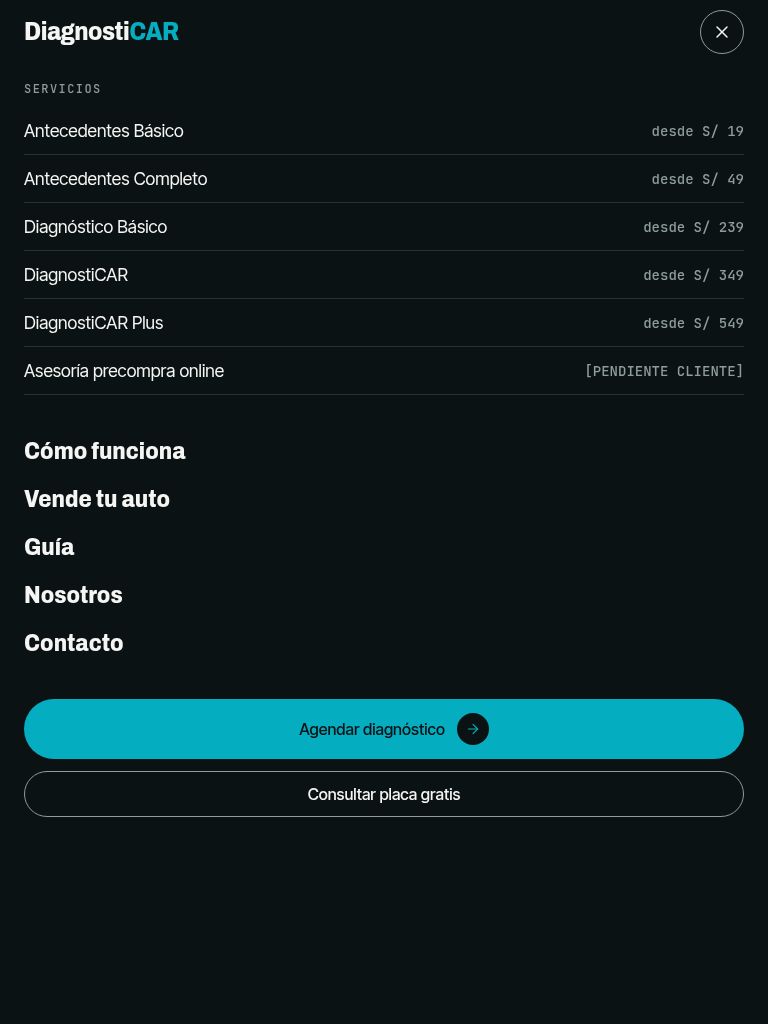 DiagnostiCAR
SERVICIOS
Antecedentes Básico desde S/ 19
Antecedentes Completo desde S/ 49
Diagnóstico Básico desde S/ 239
DiagnostiCAR desde S/ 349
DiagnostiCAR Plus desde S/ 549
Asesoría precompra online [PENDIENTE CLIENTE]
Cómo funciona
Vende tu auto
Guía
Nosotros
Contacto
Agendar diagnóstico
Consultar placa gratis